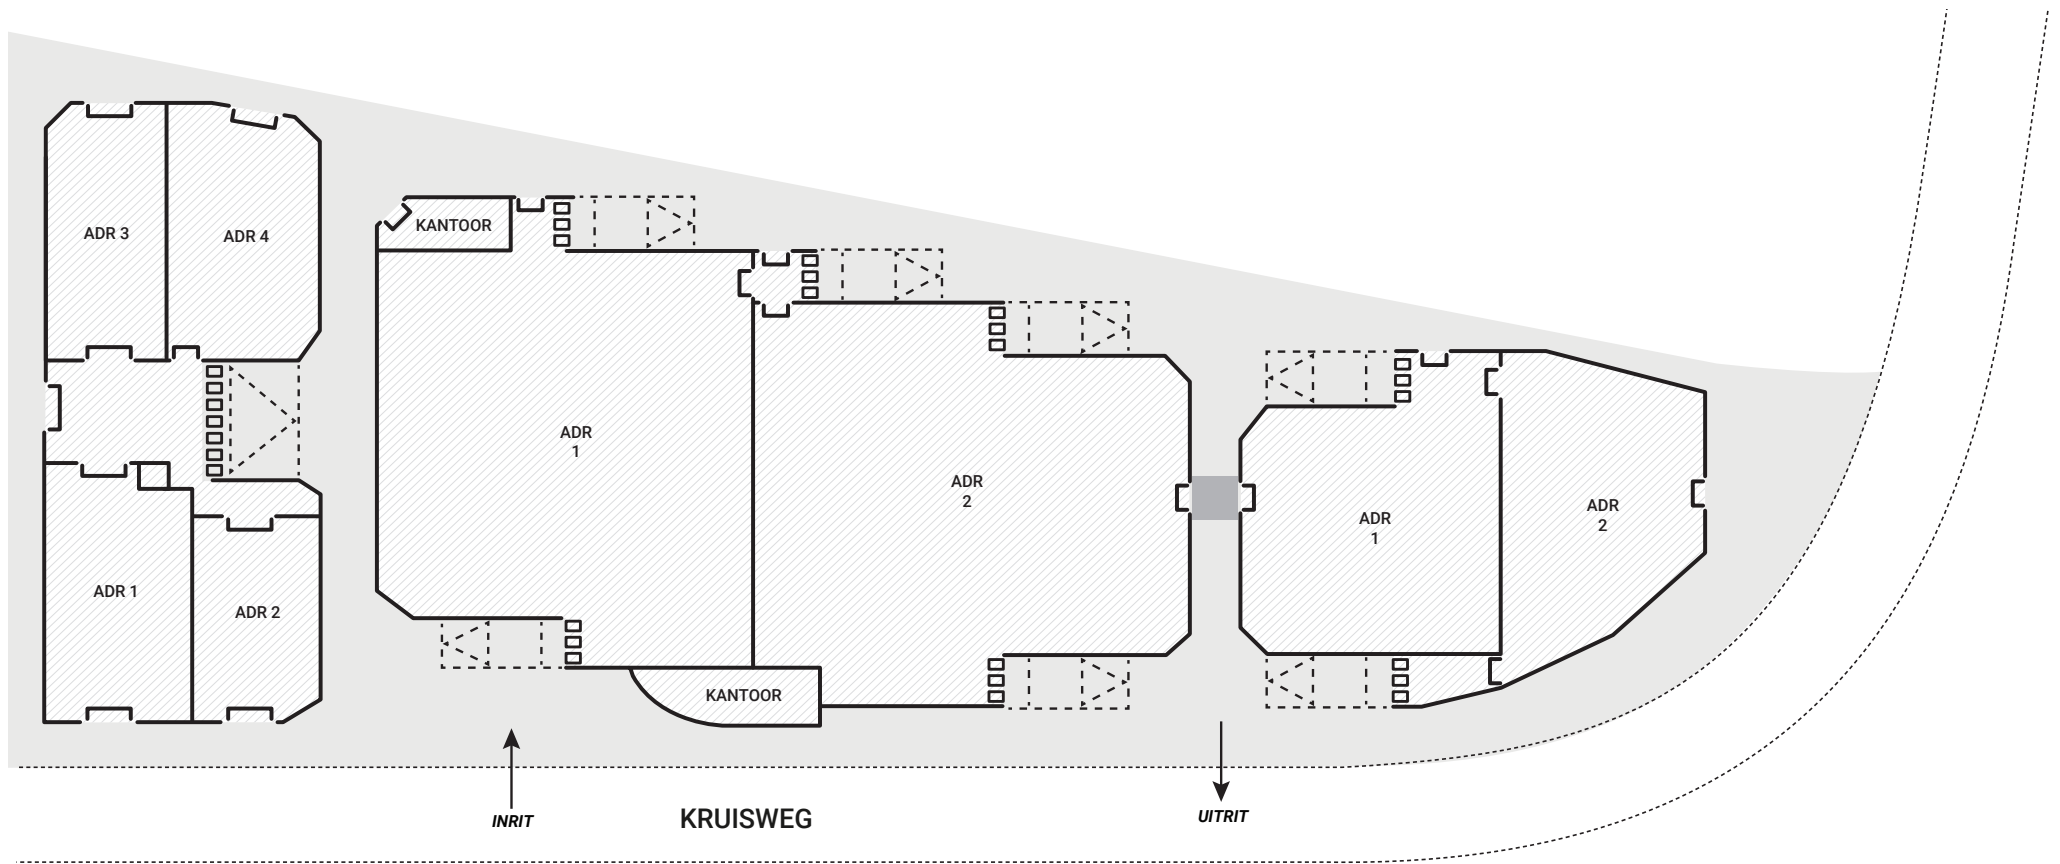 ADR 3
ADR 4
KANTOOR
ADR
1
ADR
2
ADR
1
ADR
2
ADR 1
ADR 2
KANTOOR
INRIT
KRUISWEG
UITRIT